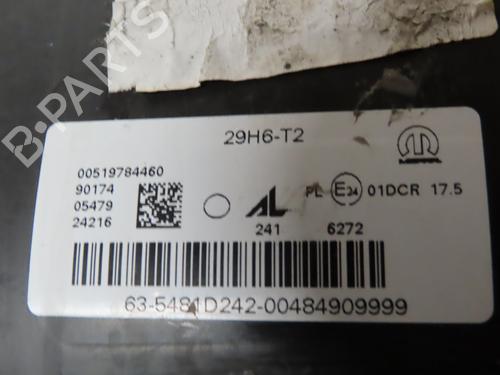 B-PARTS
29H6-T2
00519784460
90174
05479
24216
AL
241 6272
PL E24 01DCR 17.5
63-5481D242-00484909999